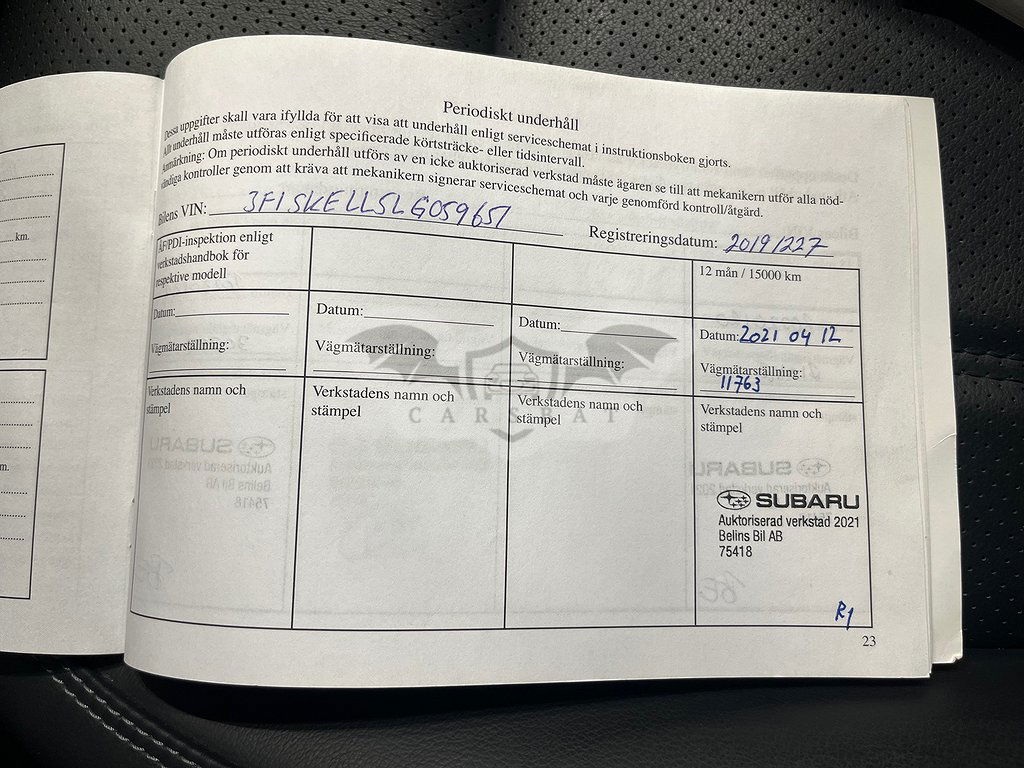 Periodiskt underhåll
Dessa uppgifter skall vara ifyllda för att visa att underhåll enligt serviceschemat i instruktionsboken gjorts.
Allt underhåll måste utföras enligt specificerade körtsträcke- eller tidsintervall.
Anmärkning: Om periodiskt underhåll utförs av en icke auktoriserad verkstad måste ägaren se till att mekanikern utför alla nöd-
vändiga kontroller genom att kräva att mekanikern signerar serviceschemat och varje genomförd kontroll/åtgärd.
Bilens VIN: JF1SKELL5LG059651
Registreringsdatum: 20191227
AF/PDI-inspektion enligt
verkstadshandbok för
respektive modell
12 mån / 15000 km
Datum:
Datum:
Datum:
Datum: 2021 04 12
Vägmätarställning:
Vägmätarställning:
Vägmätarställning:
Vägmätarställning:
11763
Verkstadens namn och
stämpel
Verkstadens namn och
stämpel
Verkstadens namn och
stämpel
Verkstadens namn och
stämpel
SUBARU
Auktoriserad verkstad 2021
Belins Bil AB
75418
23
km.
m.
CARSBAT